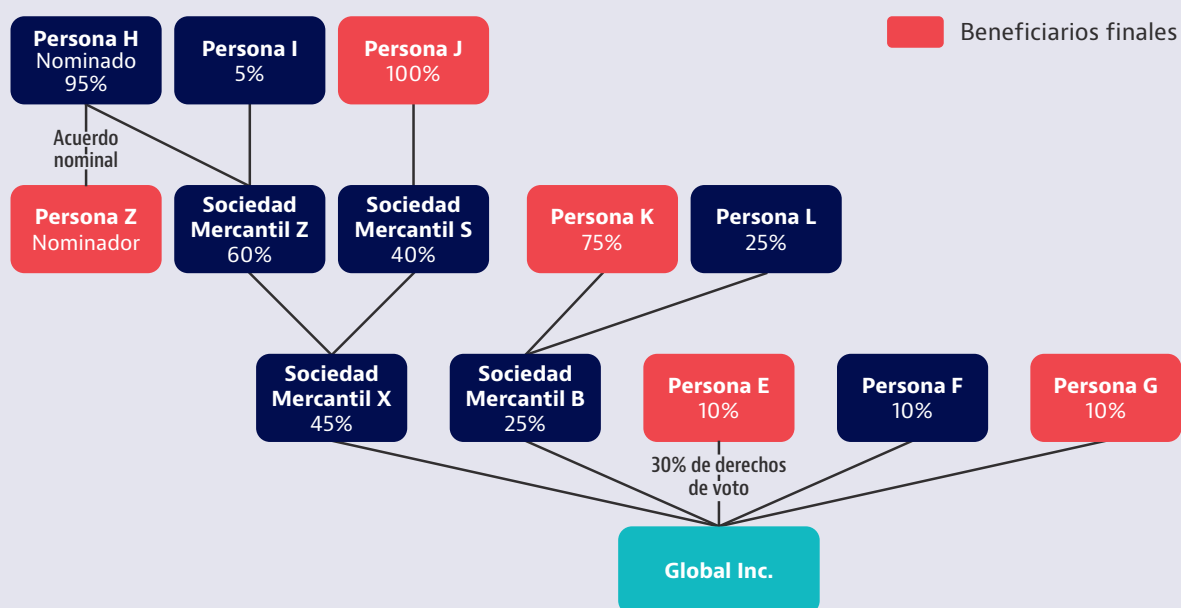 Persona H
Nominado
95%
Persona I
5%
Persona J
100%
Beneficiarios finales
Acuerdo
nominal
Persona Z
Nominador
Sociedad
Mercantil Z
60%
Sociedad
Mercantil S
40%
Persona K
75%
Persona L
25%
Sociedad
Mercantil X
45%
Sociedad
Mercantil B
25%
Persona E
10%
Persona F
10%
Persona G
10%
30% de derechos
de voto
Global Inc.